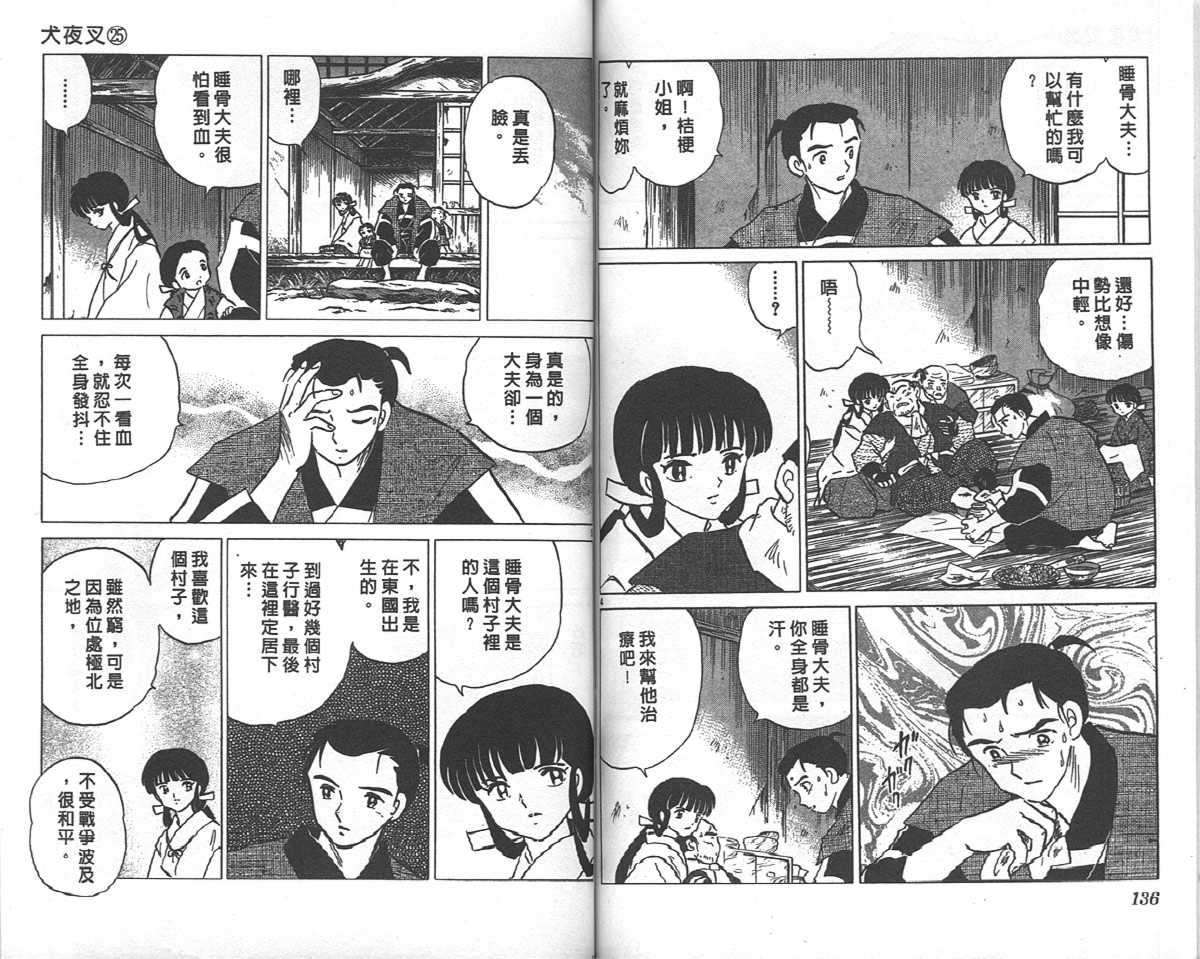 犬夜叉㉕
睡骨大夫…
有什麼我可
以幫忙的嗎
?
啊!桔梗
小姐,
就麻煩妳
了。
還好…傷
勢比想像
中輕。
唔~~~
……?
睡骨大夫,
你全身都是
汗。
我來幫他治
療吧!
ガ
ガ
136
真是丟
臉。
哪裡…
睡骨大夫很
怕看到血。
……
真是的,
身為一個
大夫卻…
每次一看血
,就忍不住
全身發抖…
睡骨大夫是
這個村子裡
的人嗎?
不,我是
在東國出
生的。
到過好幾個村
子行醫,最後
在這裡定居下
來…
我喜歡這
個村子,
雖然窮,可是
因為位處極北
之地,
不受戰爭波及
,很和平。